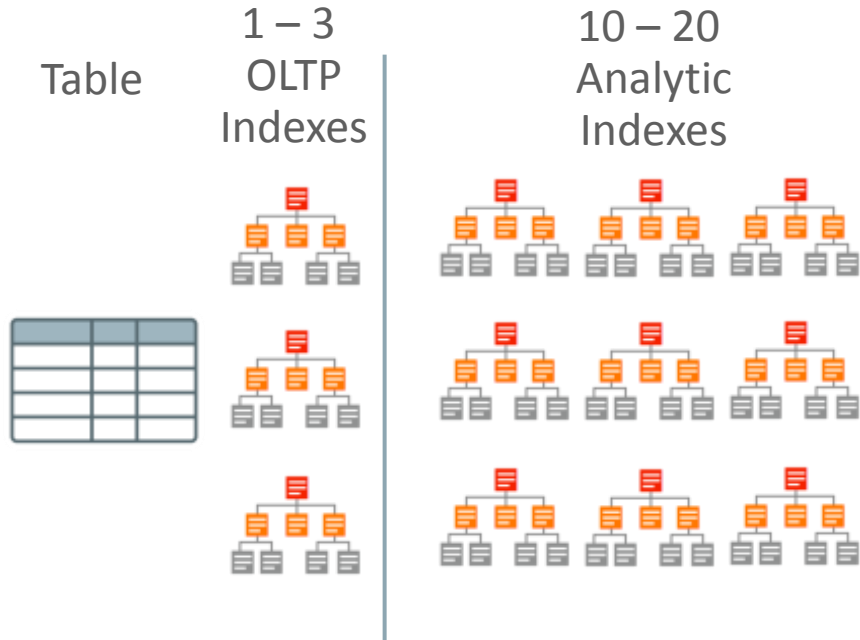 Table
1 – 3
OLTP
Indexes
10 – 20
Analytic
Indexes